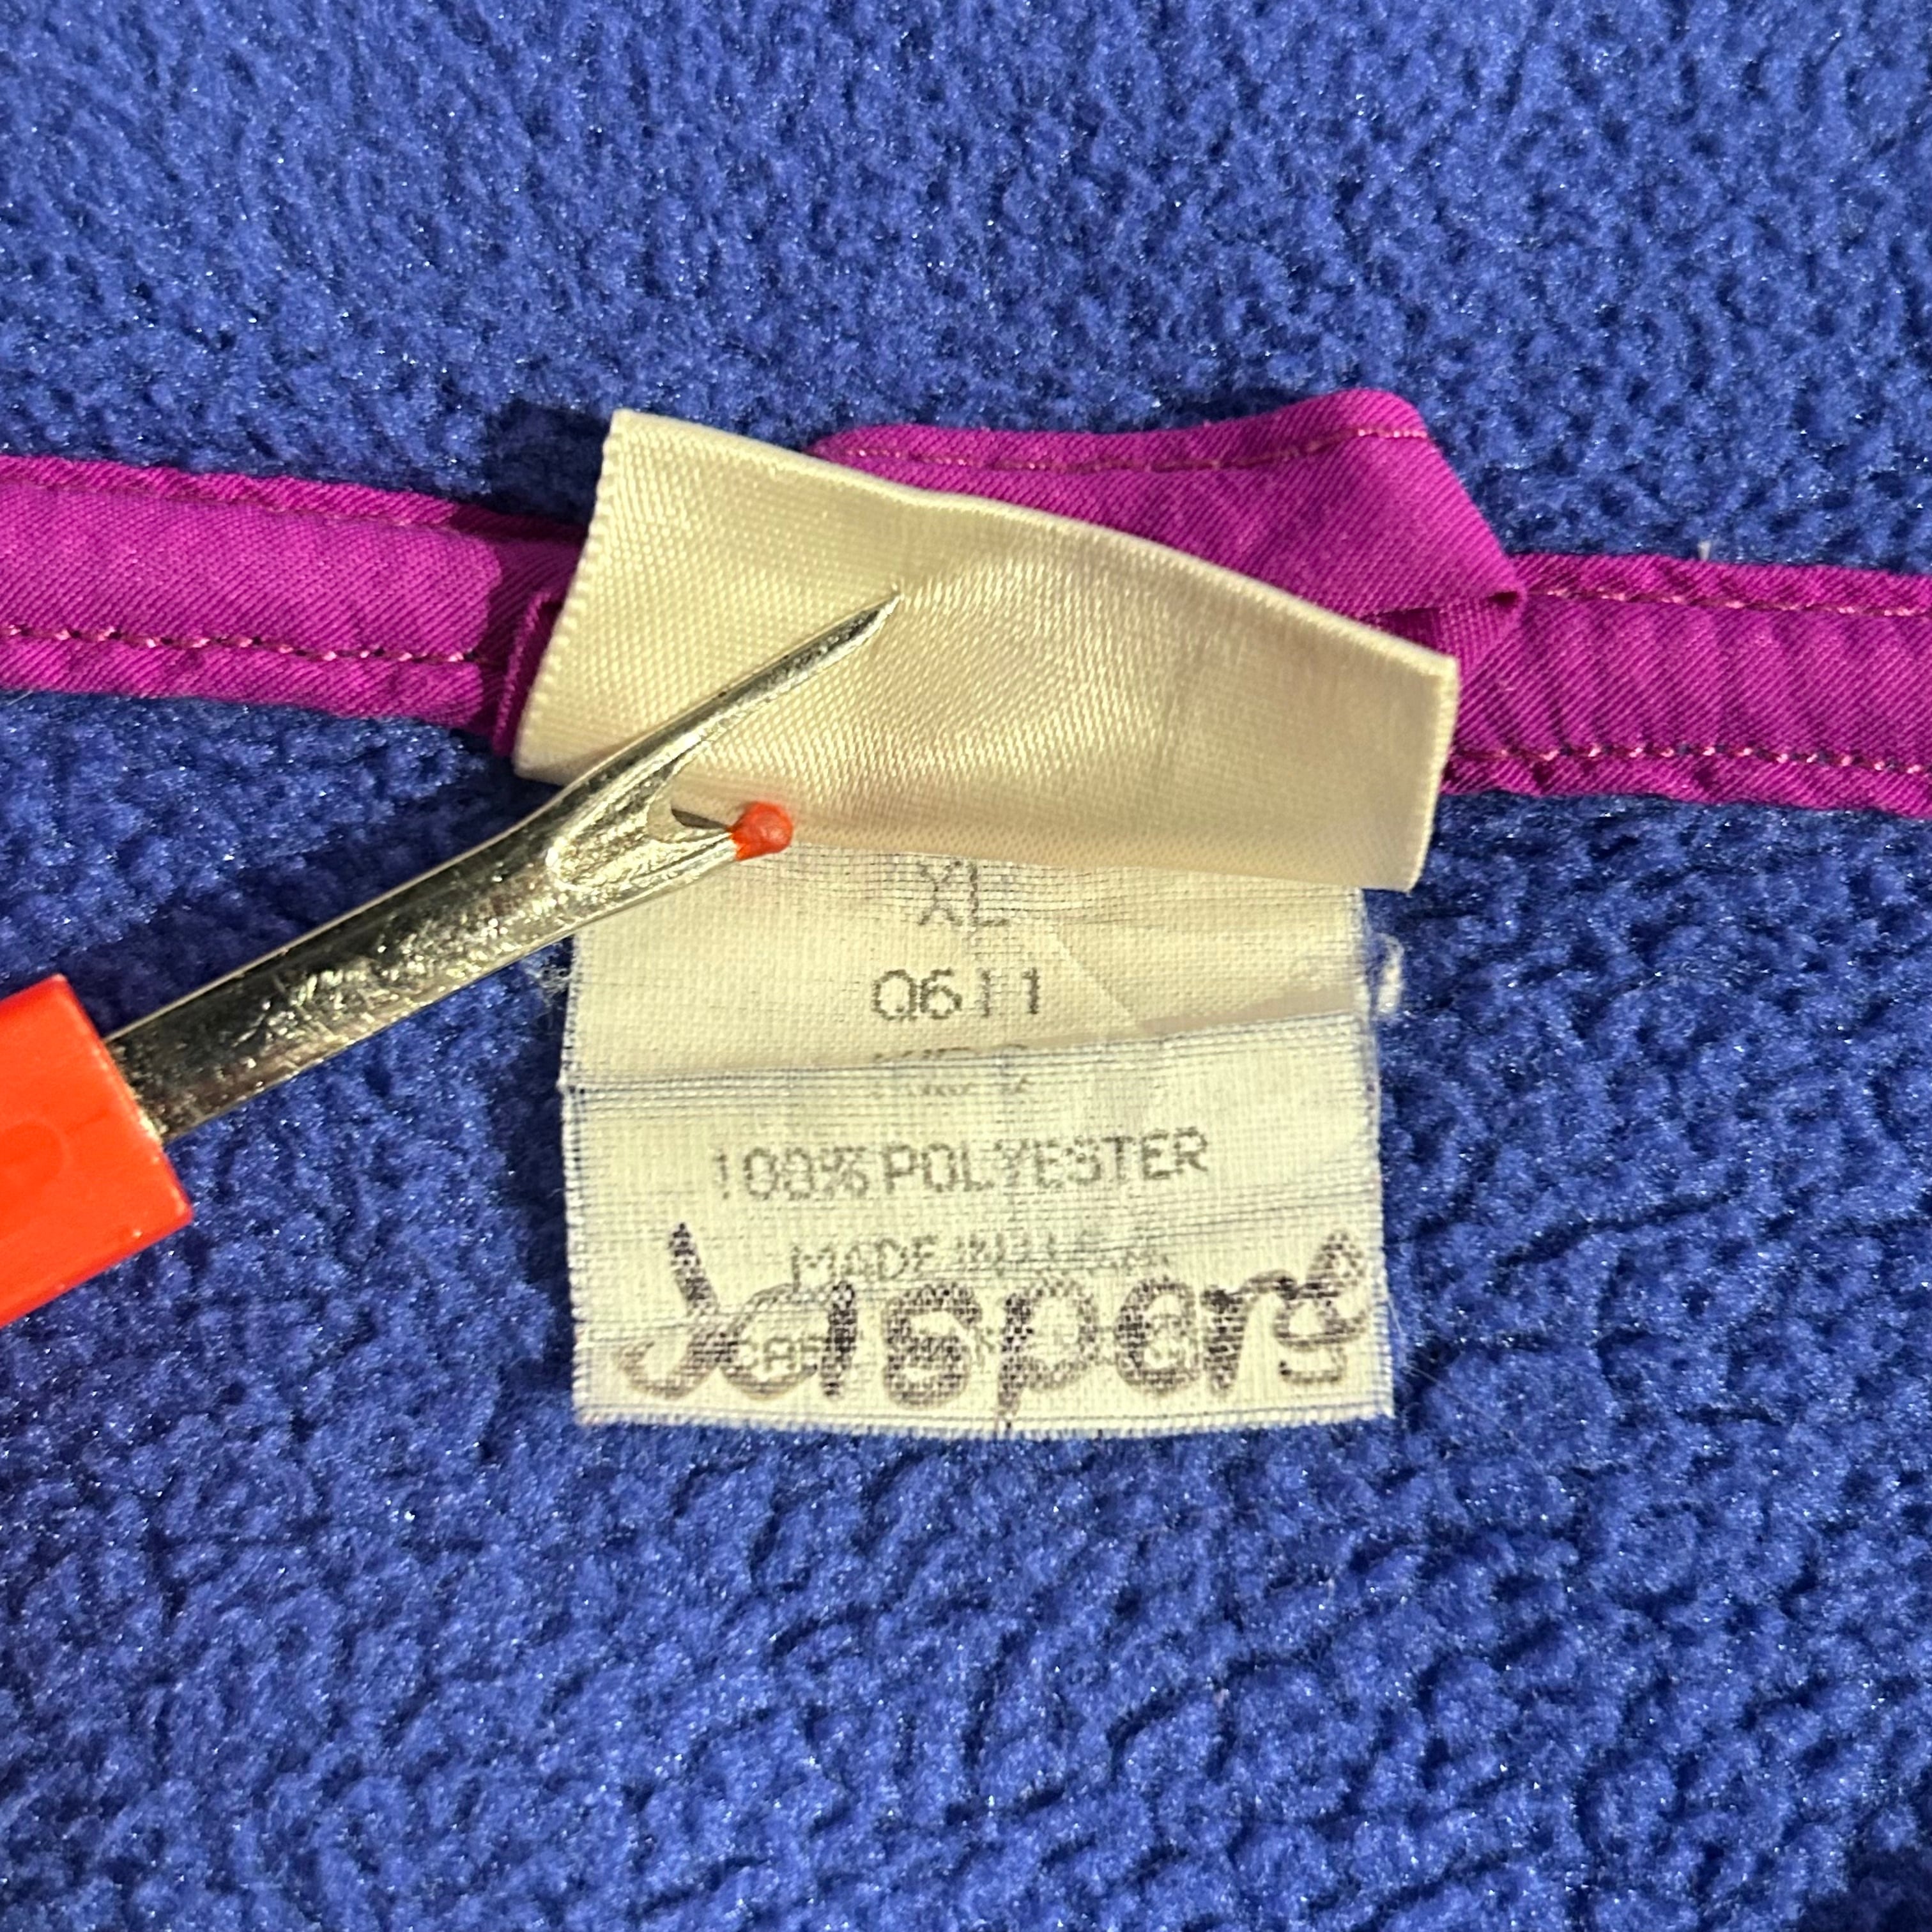 XL
Q611
100% POLYESTER
MADE IN U.S.A.
Jaspers